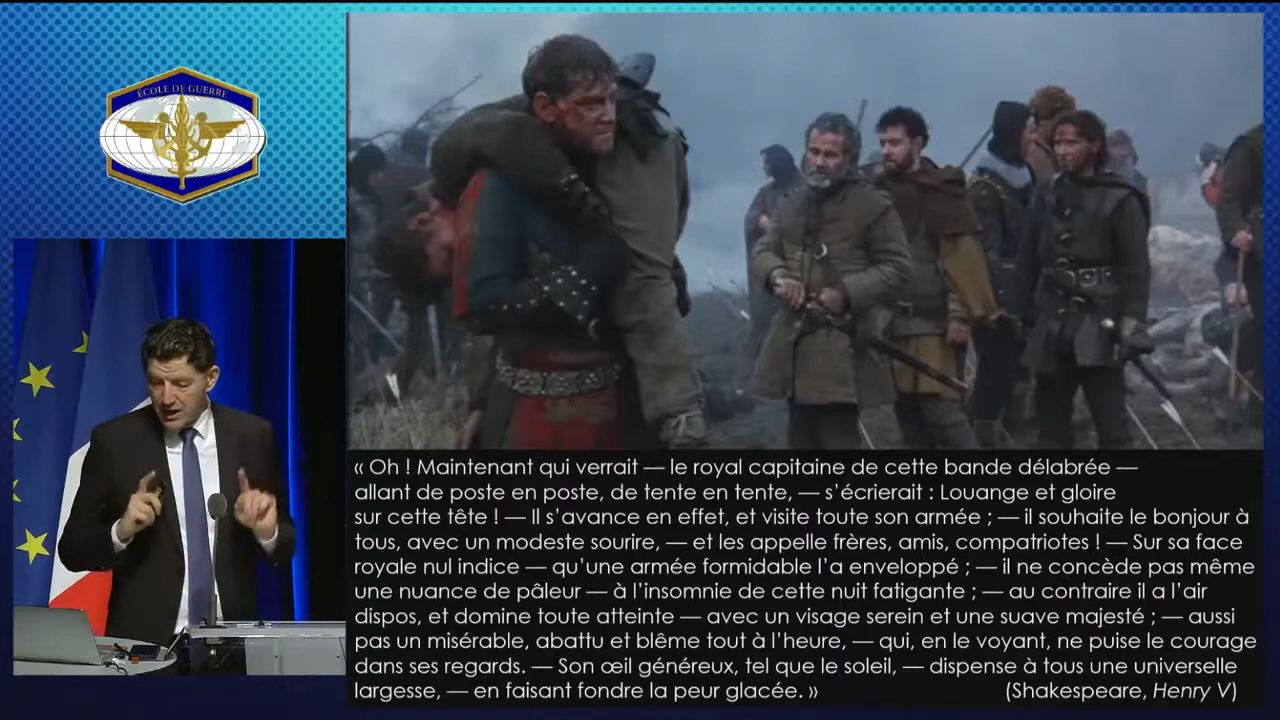 ÉCOLE DE GUERRE
« Oh ! Maintenant qui verrait — le royal capitaine de cette bande délabrée —
allant de poste en poste, de tente en tente, — s’écrierait : Louange et gloire
sur cette tête ! — Il s’avance en effet, et visite toute son armée ; — il souhaite le bonjour à
tous, avec un modeste sourire, — et les appelle frères, amis, compatriotes ! — Sur sa face
royale nul indice — qu’une armée formidable l’a enveloppé ; — il ne concède pas même
une nuance de pâleur — à l’insomnie de cette nuit fatigante ; — au contraire il a l’air
dispos, et domine toute atteinte — avec un visage serein et une suave majesté ; — aussi
pas un misérable, abattu et blême tout à l’heure, — qui, en le voyant, ne puise le courage
dans ses regards. — Son œil généreux, tel que le soleil, — dispense à tous une universelle
largesse, — en faisant fondre la peur glacée. » (Shakespeare, Henry V)